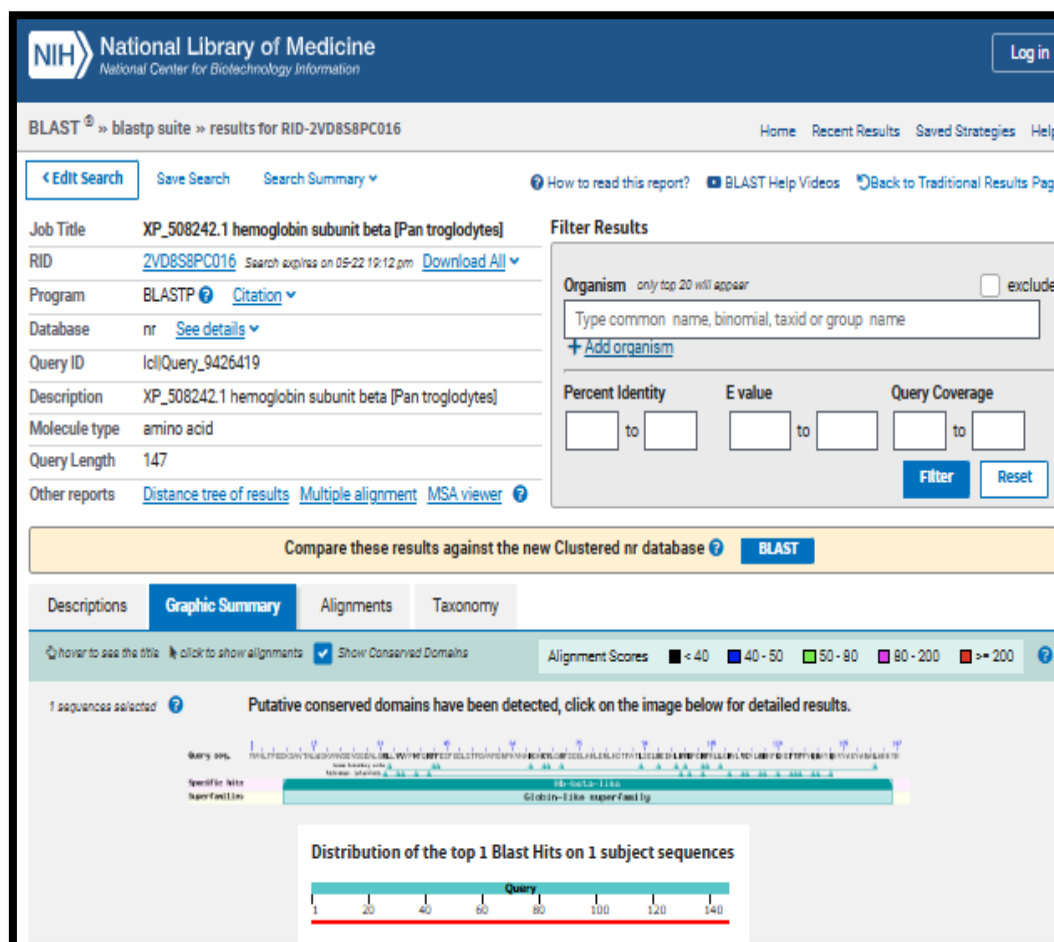 NIH National Library of Medicine
National Center for Biotechnology Information
Log in
BLAST ® » blastp suite » results for RID-2VD8S8PC016
Home Recent Results Saved Strategies Help
< Edit Search Save Search Search Summary
How to read this report? BLAST Help Videos Back to Traditional Results Pag
Job Title XP_508242.1 hemoglobin subunit beta [Pan troglodytes]
RID 2VD8S8PC016 Search expires on 05-22 19:12 pm Download All
Program BLASTP Citation
Database nr See details
Query ID lcl|Query_9426419
Description XP_508242.1 hemoglobin subunit beta [Pan troglodytes]
Molecule type amino acid
Query Length 147
Other reports Distance tree of results Multiple alignment MSA viewer
Filter Results
Organism only top 20 will appear exclude
Type common name, binomial, taxid or group name
+ Add organism
Percent Identity E value Query Coverage
to to to
Filter Reset
Compare these results against the new Clustered nr database BLAST
Descriptions Graphic Summary Alignments Taxonomy
hover to see the title click to show alignments Show Conserved Domains
Alignment Scores < 40 40 - 50 50 - 80 80 - 200 >= 200
1 sequences selected
Putative conserved domains have been detected, click on the image below for detailed results.
Query seq.
Specific hits Hb-beta-like
Superfamilies Globin-like superfamily
Distribution of the top 1 Blast Hits on 1 subject sequences
Query
1 20 40 60 80 100 120 140